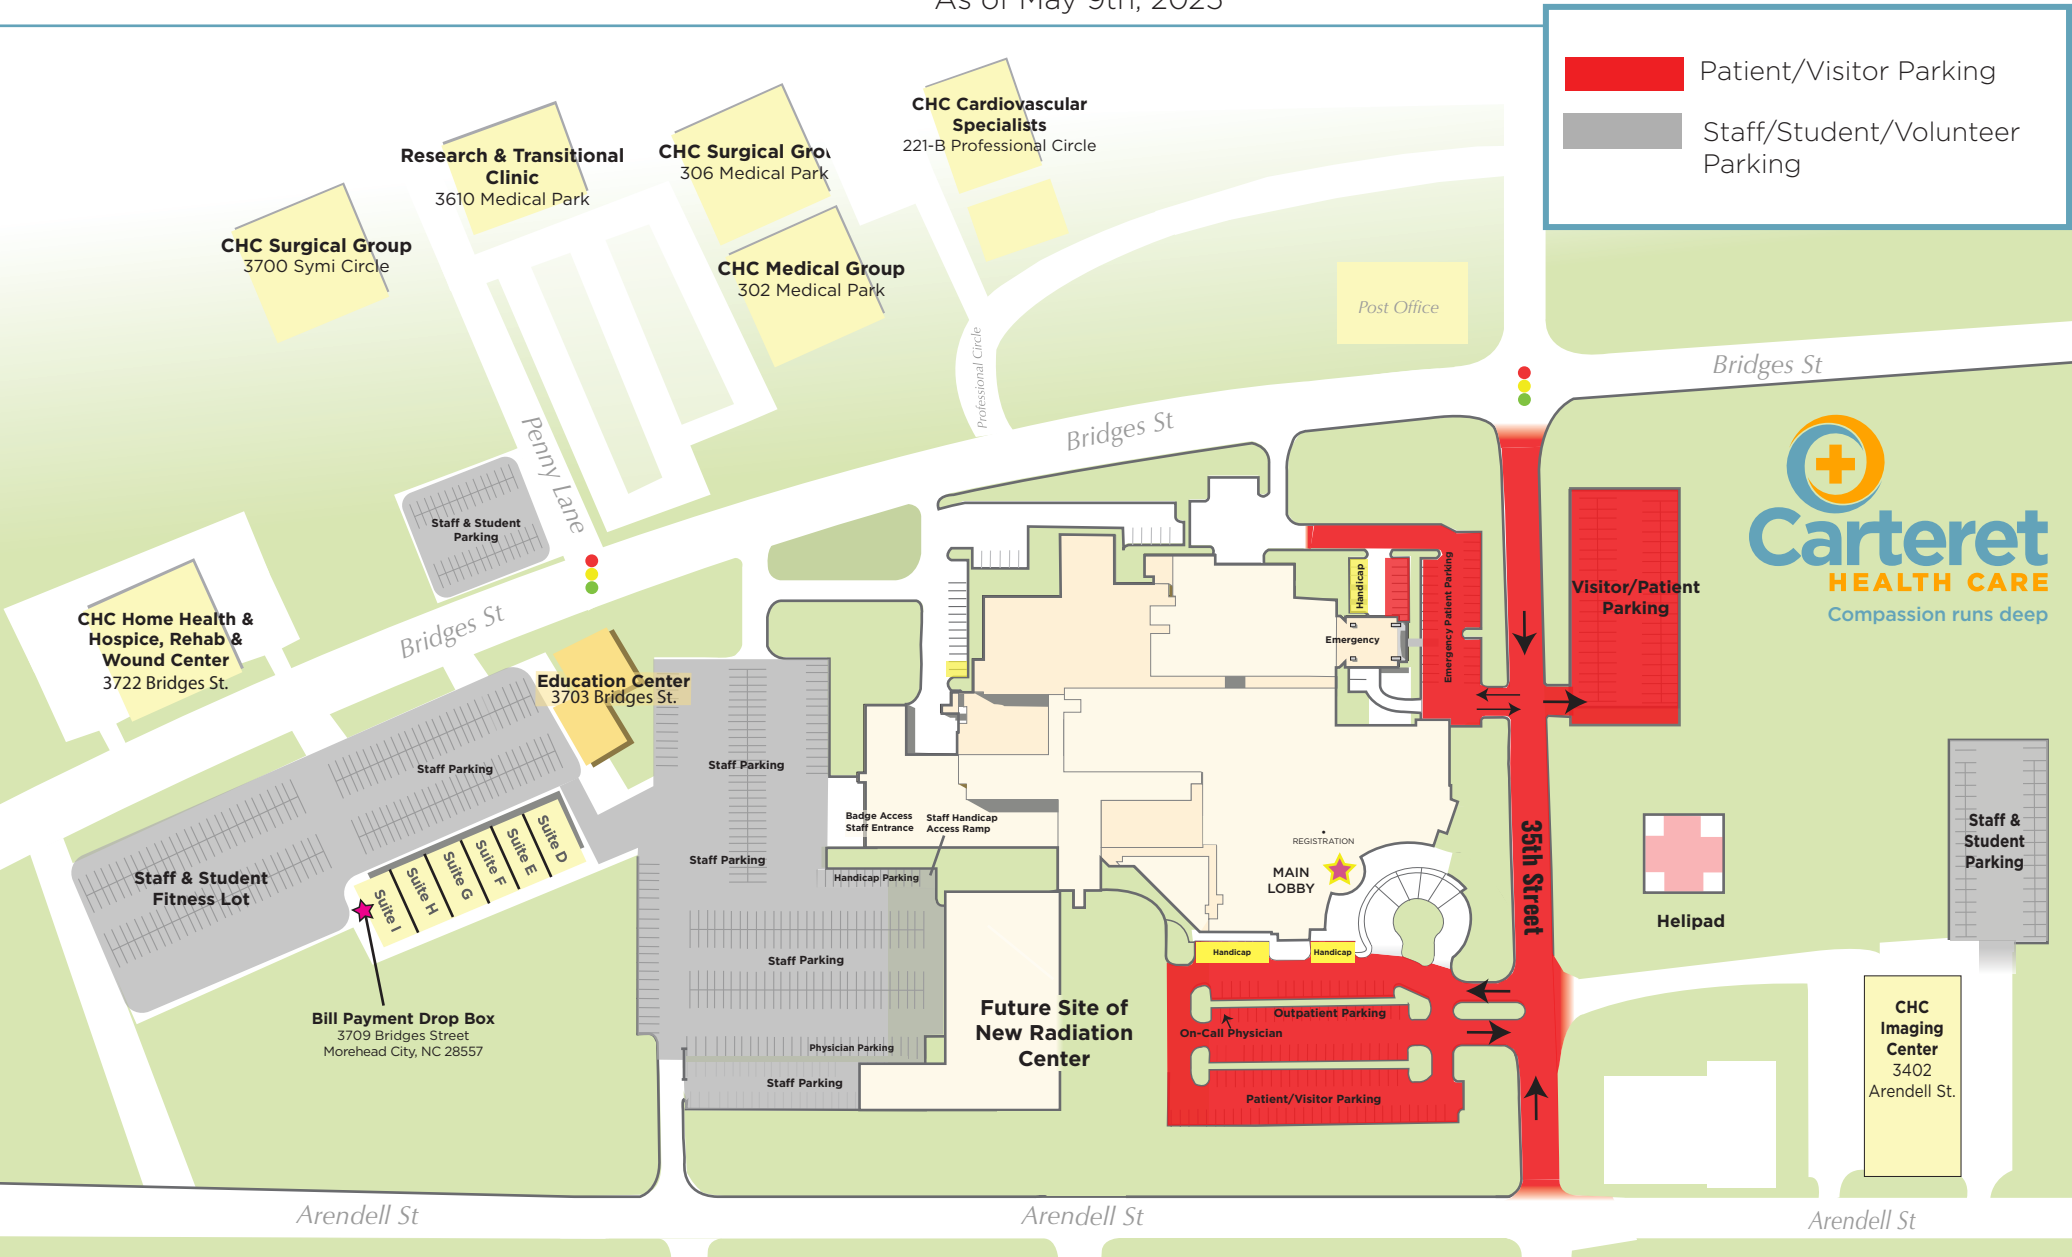 As of May 9th, 2025
Patient/Visitor Parking
Staff/Student/Volunteer
Parking
CHC Cardiovascular
Specialists
221-B Professional Circle
Research & Transitional
Clinic
3610 Medical Park
CHC Surgical Grou
306 Medical Park
CHC Surgical Group
3700 Symi Circle
CHC Medical Group
302 Medical Park
Post Office
Professional Circle
Bridges St
Bridges St
Penny Lane
Staff & Student
Parking
Bridges St
Carteret
HEALTH CARE
Compassion runs deep
Visitor/Patient
Parking
Handicap
Emergency Patient Parking
Emergency
CHC Home Health &
Hospice, Rehab &
Wound Center
3722 Bridges St.
Education Center
3703 Bridges St.
Staff Parking
Staff Parking
Staff Parking
Badge Access
Staff Entrance
Staff Handicap
Access Ramp
Handicap Parking
Staff & Student
Fitness Lot
Suite I
Suite H
Suite G
Suite F
Suite E
Suite D
REGISTRATION
MAIN
LOBBY
35th Street
Staff &
Student
Parking
Helipad
Handicap
Handicap
Staff Parking
Future Site of
New Radiation
Center
Outpatient Parking
On-Call Physician
Patient/Visitor Parking
Physician Parking
Staff Parking
Bill Payment Drop Box
3709 Bridges Street
Morehead City, NC 28557
CHC
Imaging
Center
3402
Arendell St.
Arendell St
Arendell St
Arendell St